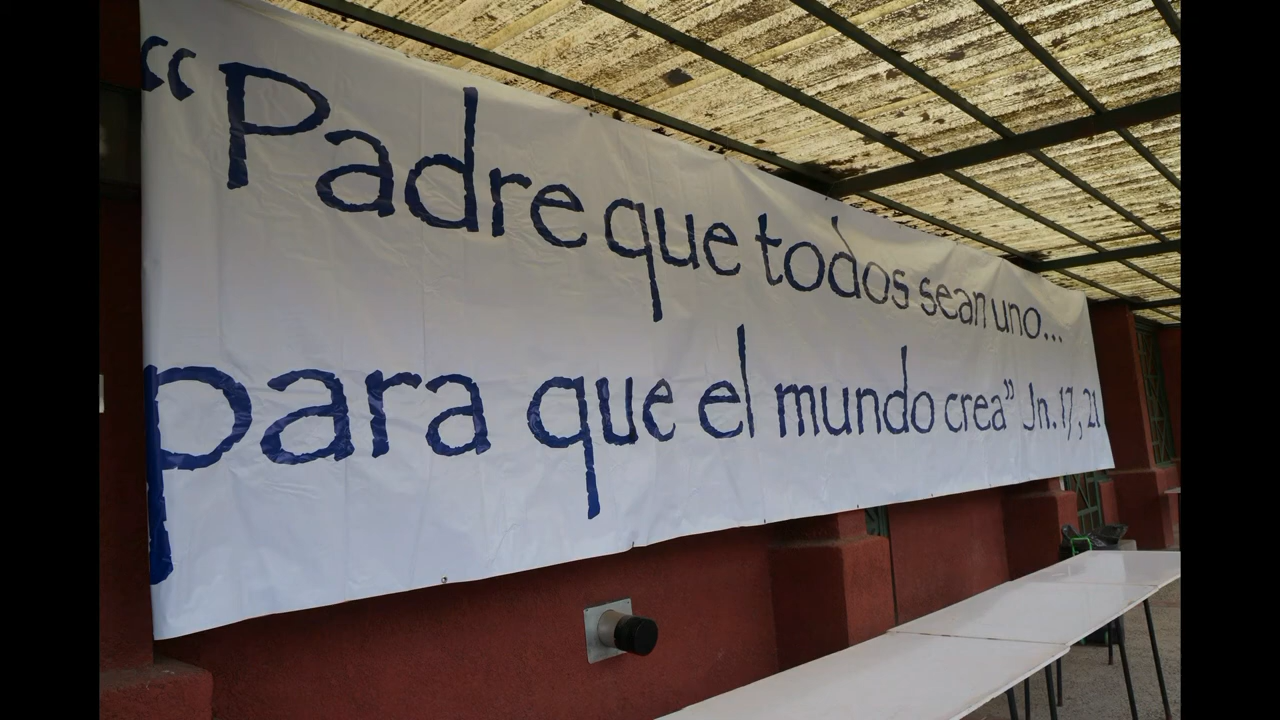 “Padre que todos sean uno...
para que el mundo crea” Jn. 17, 21